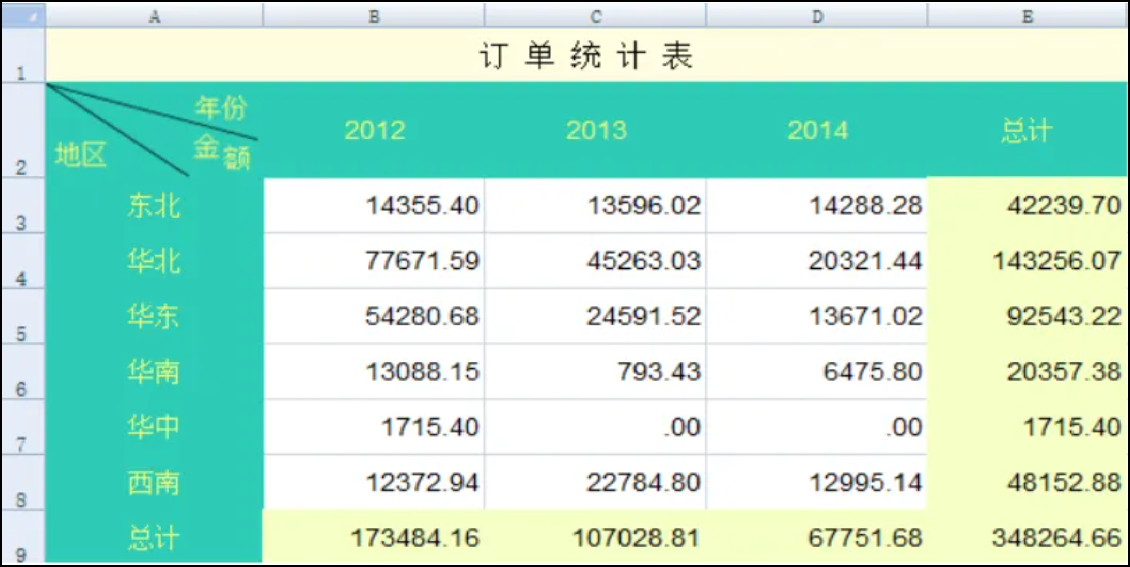 A B C D E
1 订单统计表
2 地区 金额 年份 2012 2013 2014 总计
3 东北 14355.40 13596.02 14288.28 42239.70
4 华北 77671.59 45263.03 20321.44 143256.07
5 华东 54280.68 24591.52 13671.02 92543.22
6 华南 13088.15 793.43 6475.80 20357.38
7 华中 1715.40 .00 .00 1715.40
8 西南 12372.94 22784.80 12995.14 48152.88
9 总计 173484.16 107028.81 67751.68 348264.66